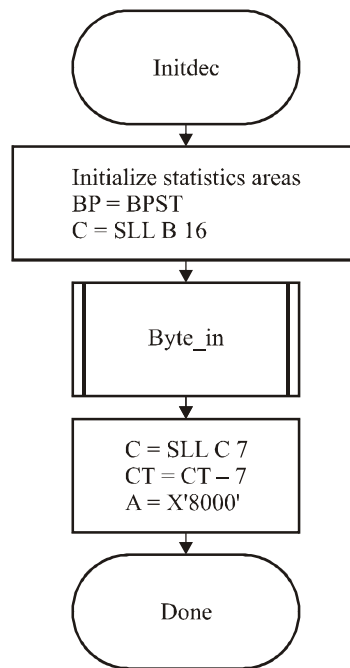 Initdec
Initialize statistics areas
BP = BPST
C = SLL B 16
Byte_in
C = SLL C 7
CT = CT – 7
A = X'8000'
Done